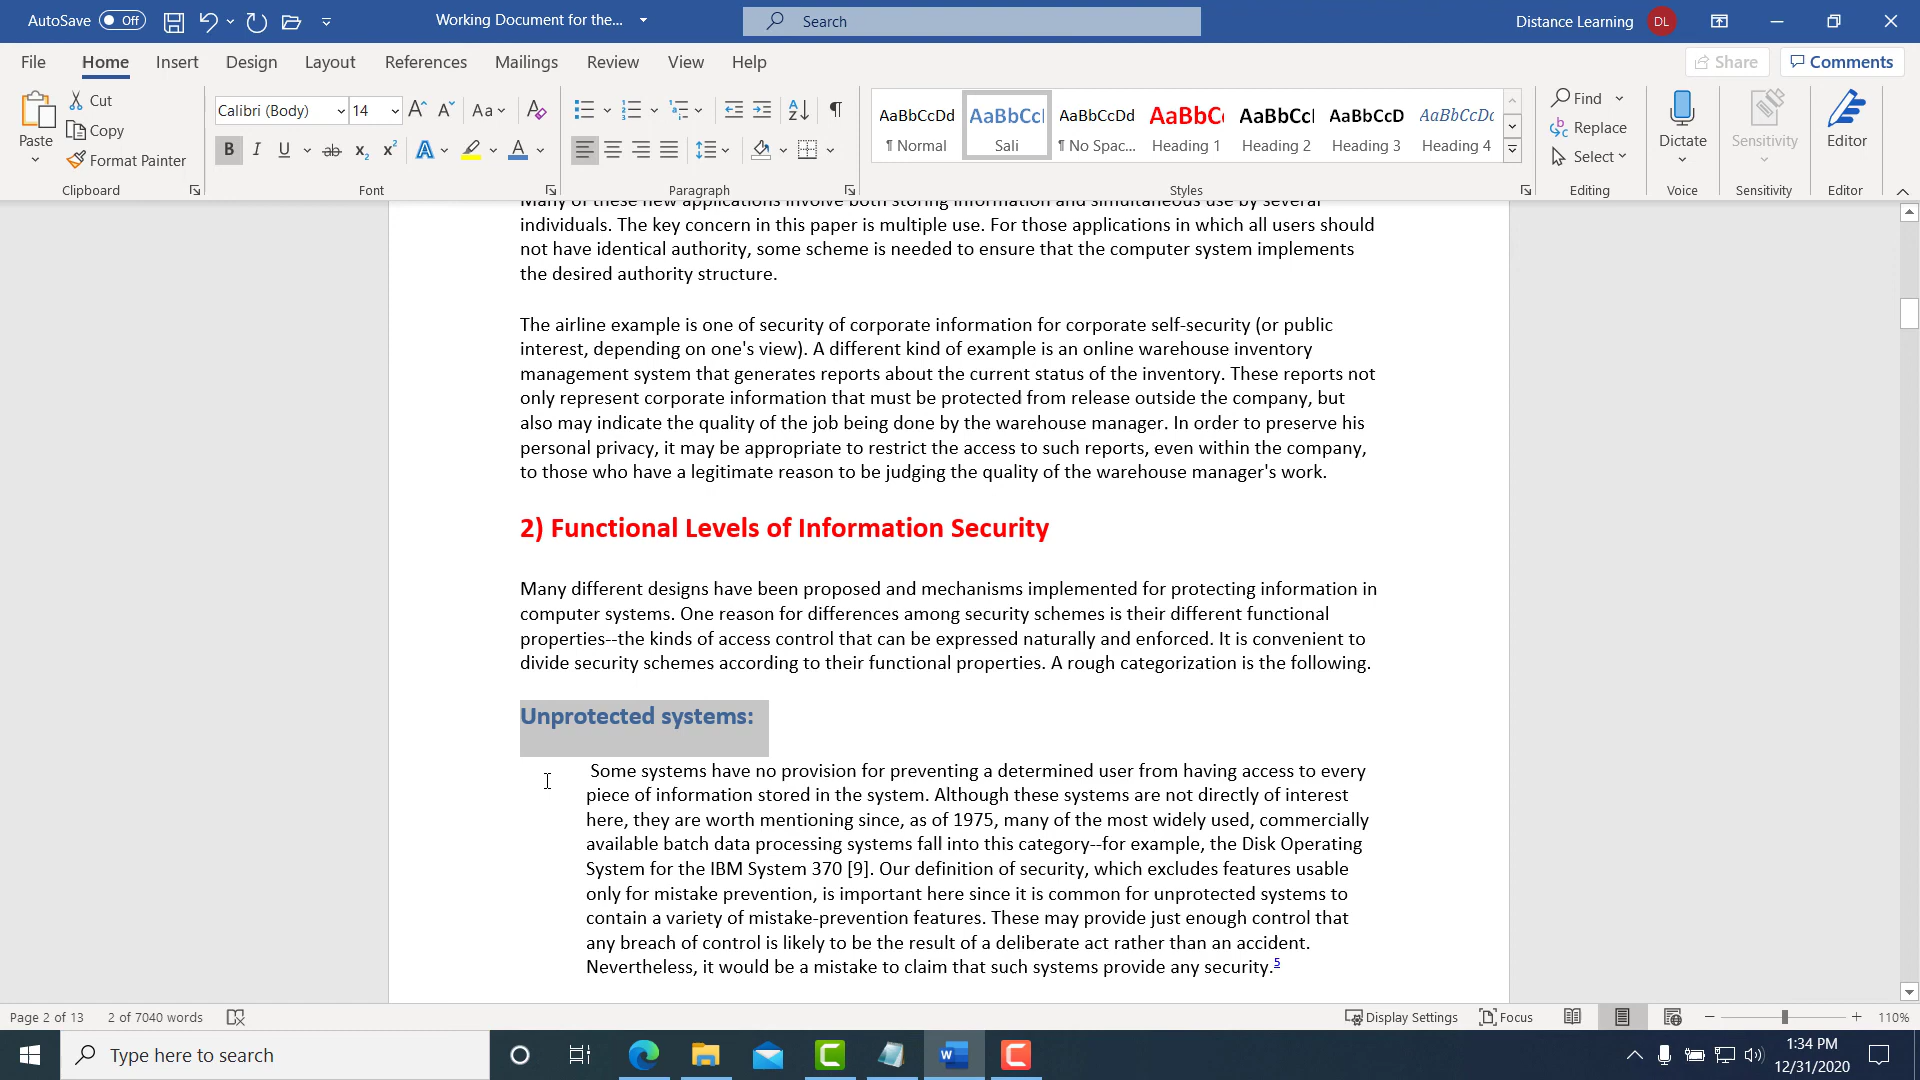 AutoSave Off
Working Document for the...
Search
Distance Learning DL
File Home Insert Design Layout References Mailings Review View Help
Share Comments
Paste
Cut
Copy
Format Painter
Clipboard
Calibri (Body) 14
Font
Paragraph
AaBbCcDd AaBbCcI AaBbCcDd AaBbC AaBbCcI AaBbCcD AaBbCcD
¶ Normal Sali ¶ No Spac... Heading 1 Heading 2 Heading 3 Heading 4
Styles
Find
Replace
Select
Editing
Dictate
Voice
Sensitivity
Sensitivity
Editor
Editor
Many of these new applications involve both storing information and simultaneous use by several
individuals. The key concern in this paper is multiple use. For those applications in which all users should
not have identical authority, some scheme is needed to ensure that the computer system implements
the desired authority structure.
The airline example is one of security of corporate information for corporate self-security (or public
interest, depending on one's view). A different kind of example is an online warehouse inventory
management system that generates reports about the current status of the inventory. These reports not
only represent corporate information that must be protected from release outside the company, but
also may indicate the quality of the job being done by the warehouse manager. In order to preserve his
personal privacy, it may be appropriate to restrict the access to such reports, even within the company,
to those who have a legitimate reason to be judging the quality of the warehouse manager's work.
2) Functional Levels of Information Security
Many different designs have been proposed and mechanisms implemented for protecting information in
computer systems. One reason for differences among security schemes is their different functional
properties--the kinds of access control that can be expressed naturally and enforced. It is convenient to
divide security schemes according to their functional properties. A rough categorization is the following.
Unprotected systems:
Some systems have no provision for preventing a determined user from having access to every
piece of information stored in the system. Although these systems are not directly of interest
here, they are worth mentioning since, as of 1975, many of the most widely used, commercially
available batch data processing systems fall into this category--for example, the Disk Operating
System for the IBM System 370 [9]. Our definition of security, which excludes features usable
only for mistake prevention, is important here since it is common for unprotected systems to
contain a variety of mistake-prevention features. These may provide just enough control that
any breach of control is likely to be the result of a deliberate act rather than an accident.
Nevertheless, it would be a mistake to claim that such systems provide any security.5
Page 2 of 13 2 of 7040 words Display Settings Focus 110%
Type here to search
1:34 PM
12/31/2020